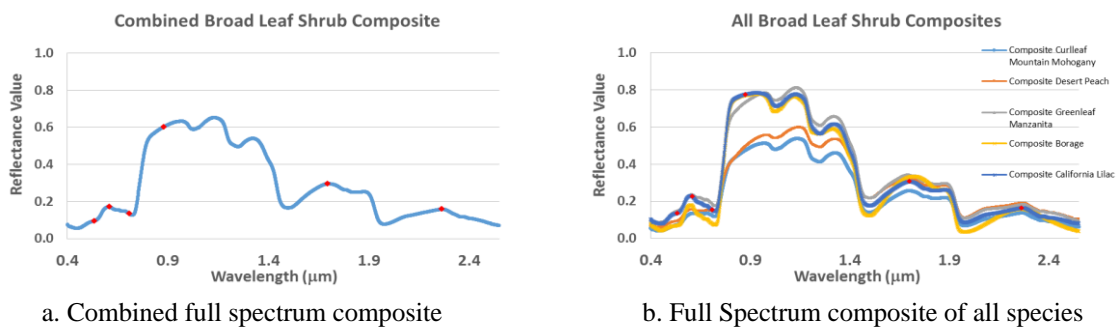 Combined Broad Leaf Shrub Composite
Reflectance Value
1.0
0.8
0.6
0.4
0.2
0.0
0.4 0.9 1.4 1.9 2.4
Wavelength (μm)
a. Combined full spectrum composite
All Broad Leaf Shrub Composites
Reflectance Value
1.0
0.8
0.6
0.4
0.2
0.0
0.4 0.9 1.4 1.9 2.4
Wavelength (μm)
Composite Curlleaf
Mountain Mohogany
Composite Desert Peach
Composite Greenleaf
Manzanita
Composite Borage
Composite California Lilac
b. Full Spectrum composite of all species